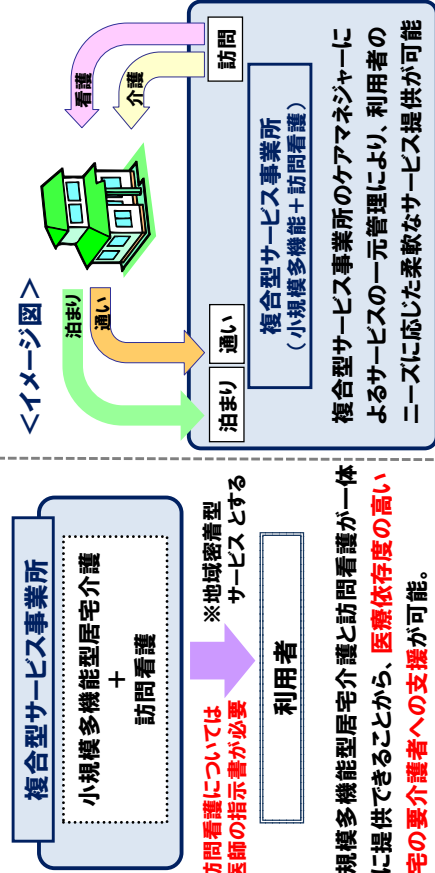 複合型サービス事業所
小規模多機能型居宅介護
＋
訪問看護
訪問看護については
医師の指示書が必要
※地域密着型
サービスとする
利用者
規模多機能型居宅介護と訪問看護が一体
に提供できることから、医療依存度の高い
宅の要介護者への支援が可能。
＜イメージ図＞
泊まり
通い
看護
介護
泊まり
通い
訪問
複合型サービス事業所
（小規模多機能＋訪問看護）
複合型サービス事業所のケアマネジャーに
よるサービスの一元管理により、利用者の
ニーズに応じた柔軟なサービス提供が可能